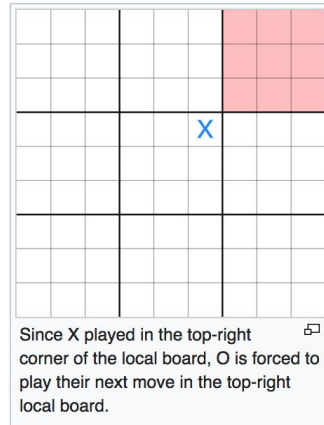 X
Since X played in the top-right
corner of the local board, O is forced to
play their next move in the top-right
local board.